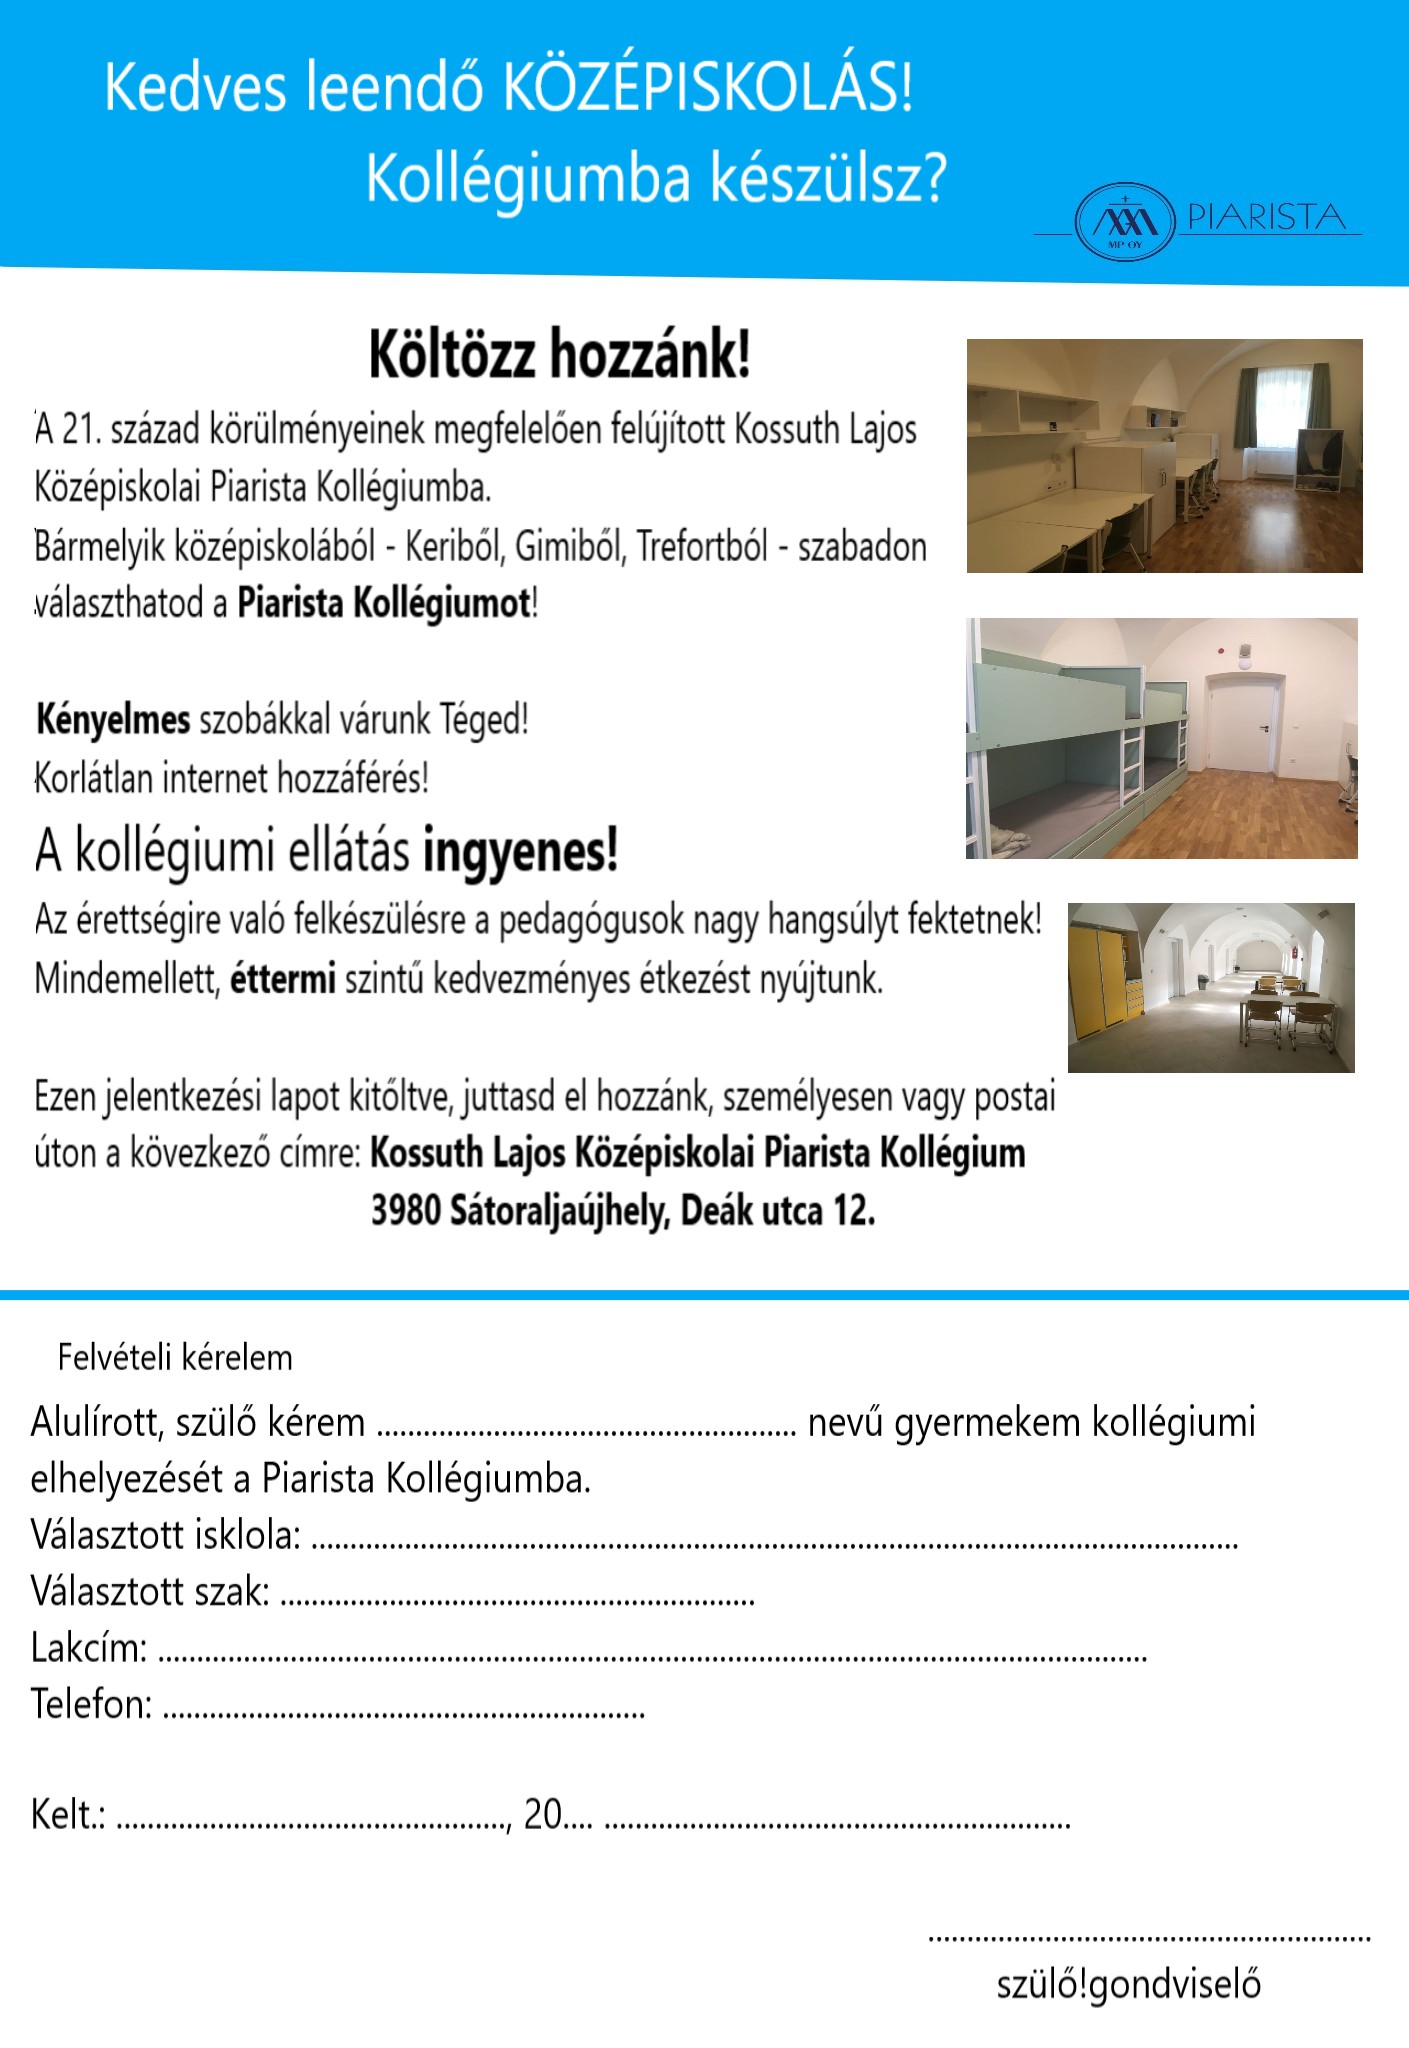 Kedves leendő KÖZÉPISKOLÁS!
Kollégiumba készülsz?
MP OY
PIARISTA
Költözz hozzánk!
A 21. század körülményeinek megfelelően felújított Kossuth Lajos
Középiskolai Piarista Kollégiumba.
Bármelyik középiskolából - Keriből, Gimiből, Trefortból - szabadon
választhatod a Piarista Kollégiumot!
Kényelmes szobákkal várunk Téged!
Korlátlan internet hozzáférés!
A kollégiumi ellátás ingyenes!
Az érettségire való felkészülésre a pedagógusok nagy hangsúlyt fektetnek!
Mindemellett, éttermi szintű kedvezményes étkezést nyújtunk.
Ezen jelentkezési lapot kitőltve, juttasd el hozzánk, személyesen vagy postai
úton a kövezkező címre: Kossuth Lajos Középiskolai Piarista Kollégium
3980 Sátoraljaújhely, Deák utca 12.
Felvételi kérelem
Alulírott, szülő kérem ...................................................... nevű gyermekem kollégiumi
elhelyezését a Piarista Kollégiumba.
Választott isklola: ........................................................................................................................
Választott szak: .............................................................
Lakcím: ................................................................................................................................
Telefon: ..............................................................
Kelt.: .................................................., 20.... ............................................................
.........................................................
szülő!gondviselő